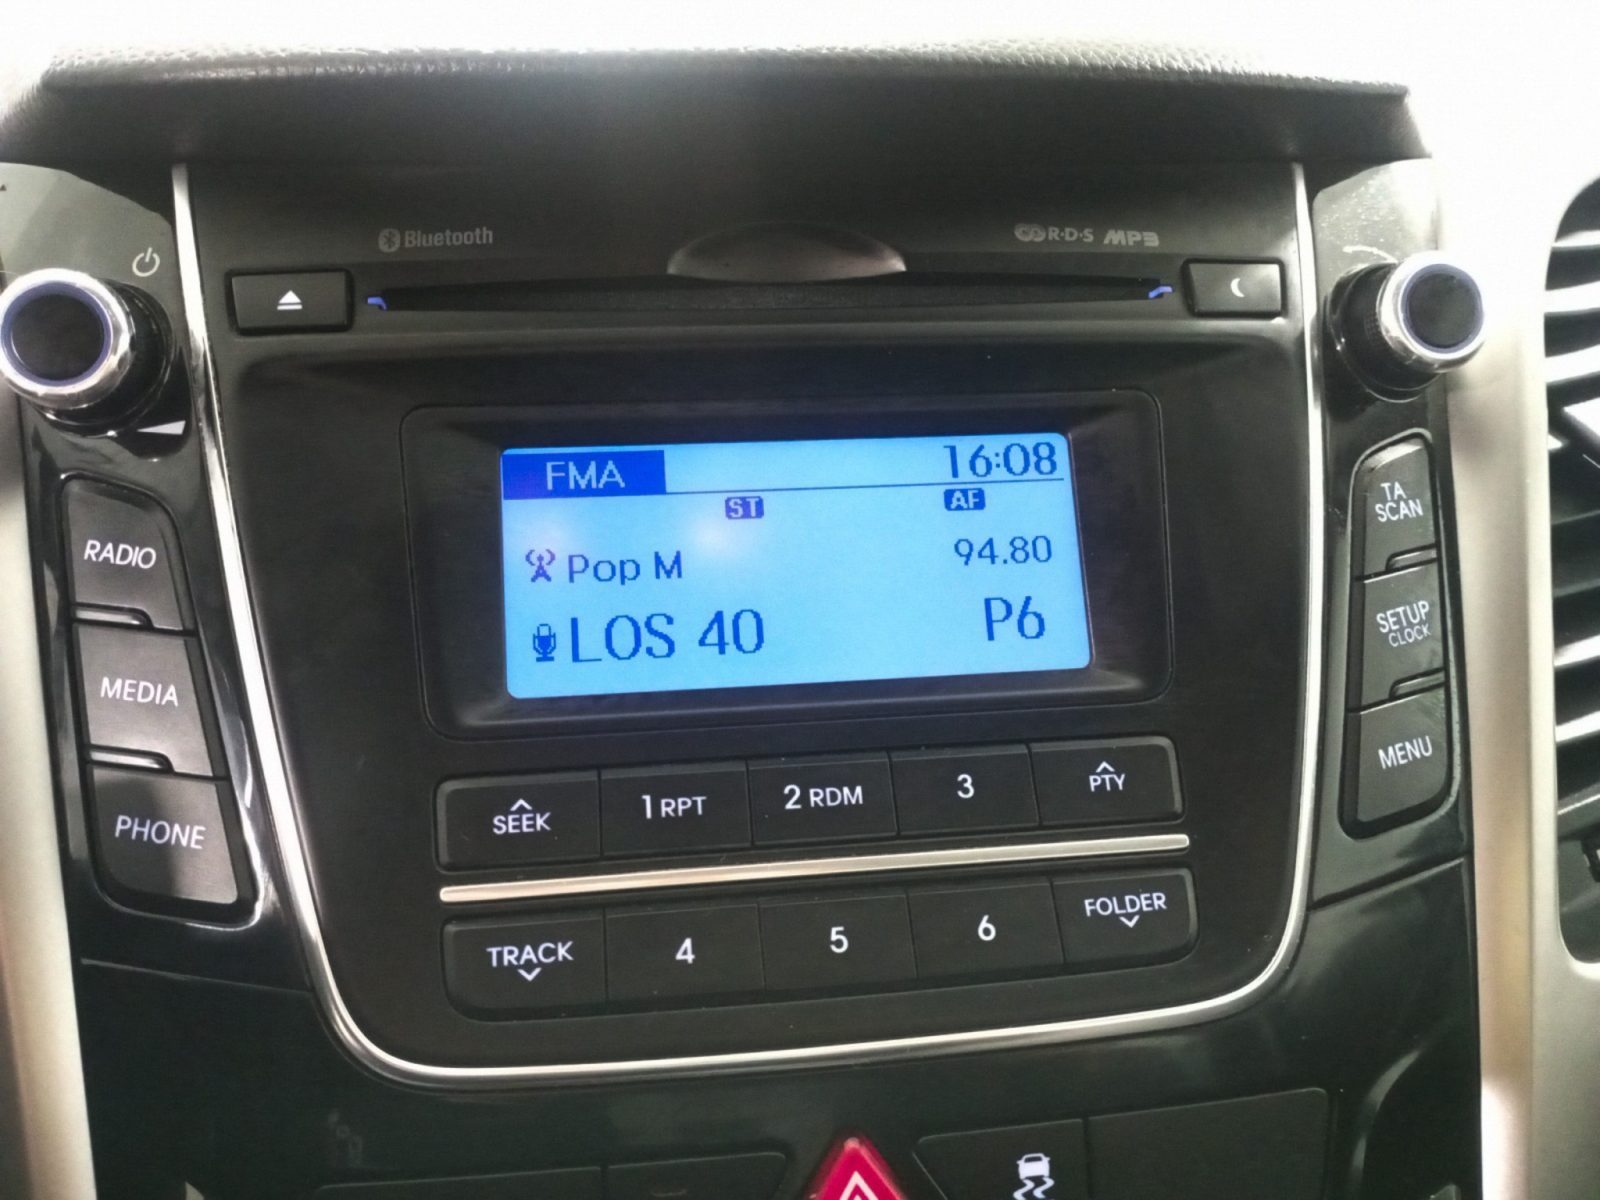 Bluetooth
R·D·S MP3
FMA 16:08
ST AF
Pop M 94.80
LOS 40 P6
RADIO
MEDIA
PHONE
TA SCAN
SETUP CLOCK
MENU
SEEK 1 RPT 2 RDM 3 PTY
TRACK 4 5 6 FOLDER